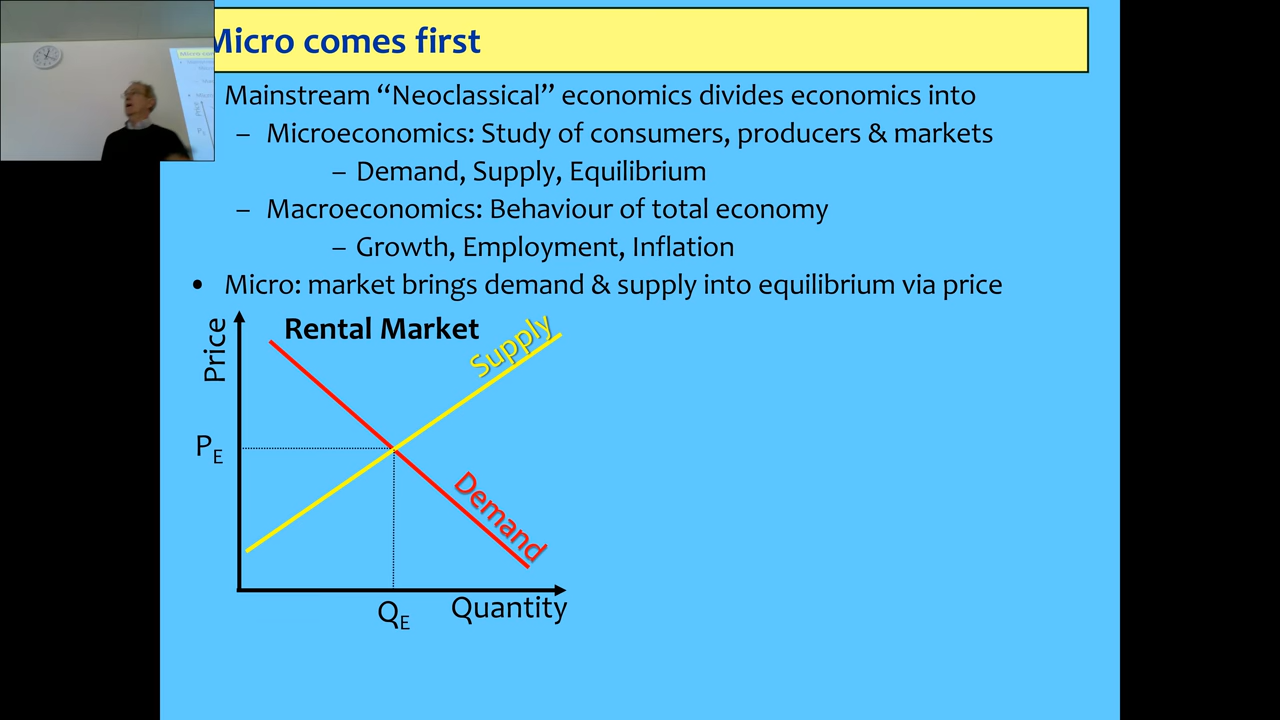 Micro comes first
Mainstream “Neoclassical” economics divides economics into
– Microeconomics: Study of consumers, producers & markets
– Demand, Supply, Equilibrium
– Macroeconomics: Behaviour of total economy
– Growth, Employment, Inflation
• Micro: market brings demand & supply into equilibrium via price
Rental Market
Price
Supply
PE
Demand
QE
Quantity